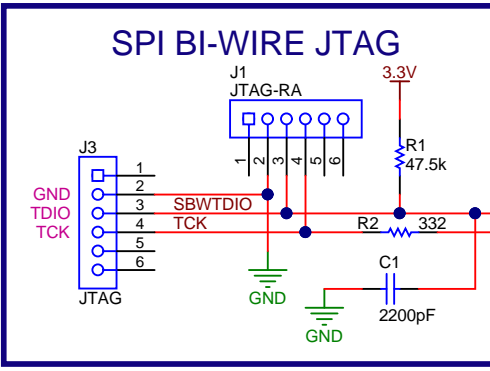 SPI BI-WIRE JTAG
J1
JTAG-RA
3.3V
1 2 3 4 5 6
R1
47.5k
J3
1
GND 2
TDIO 3 SBWTDIO
TCK 4 TCK
5
6
JTAG
R2 332
GND
C1
2200pF
GND